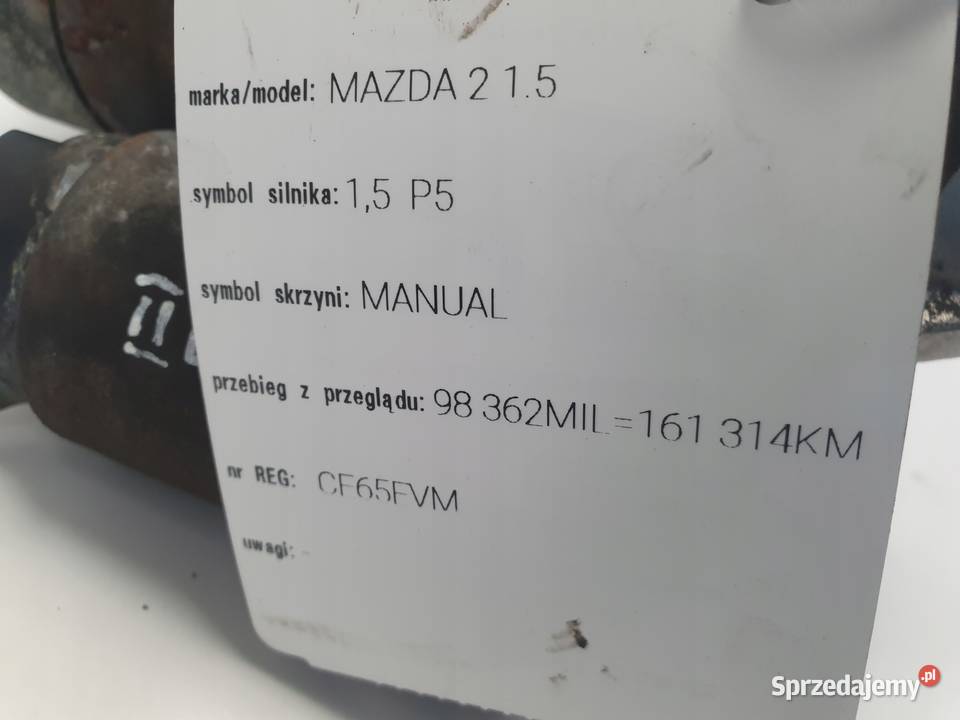 marka/model: MAZDA 2 1.5
symbol silnika: 1,5 P5
symbol skrzyni: MANUAL
przebieg z przeglądu: 98 362MIL=161 314KM
nr REG: CF65FVM
uwagi: -
II
Sprzedajemy.pl